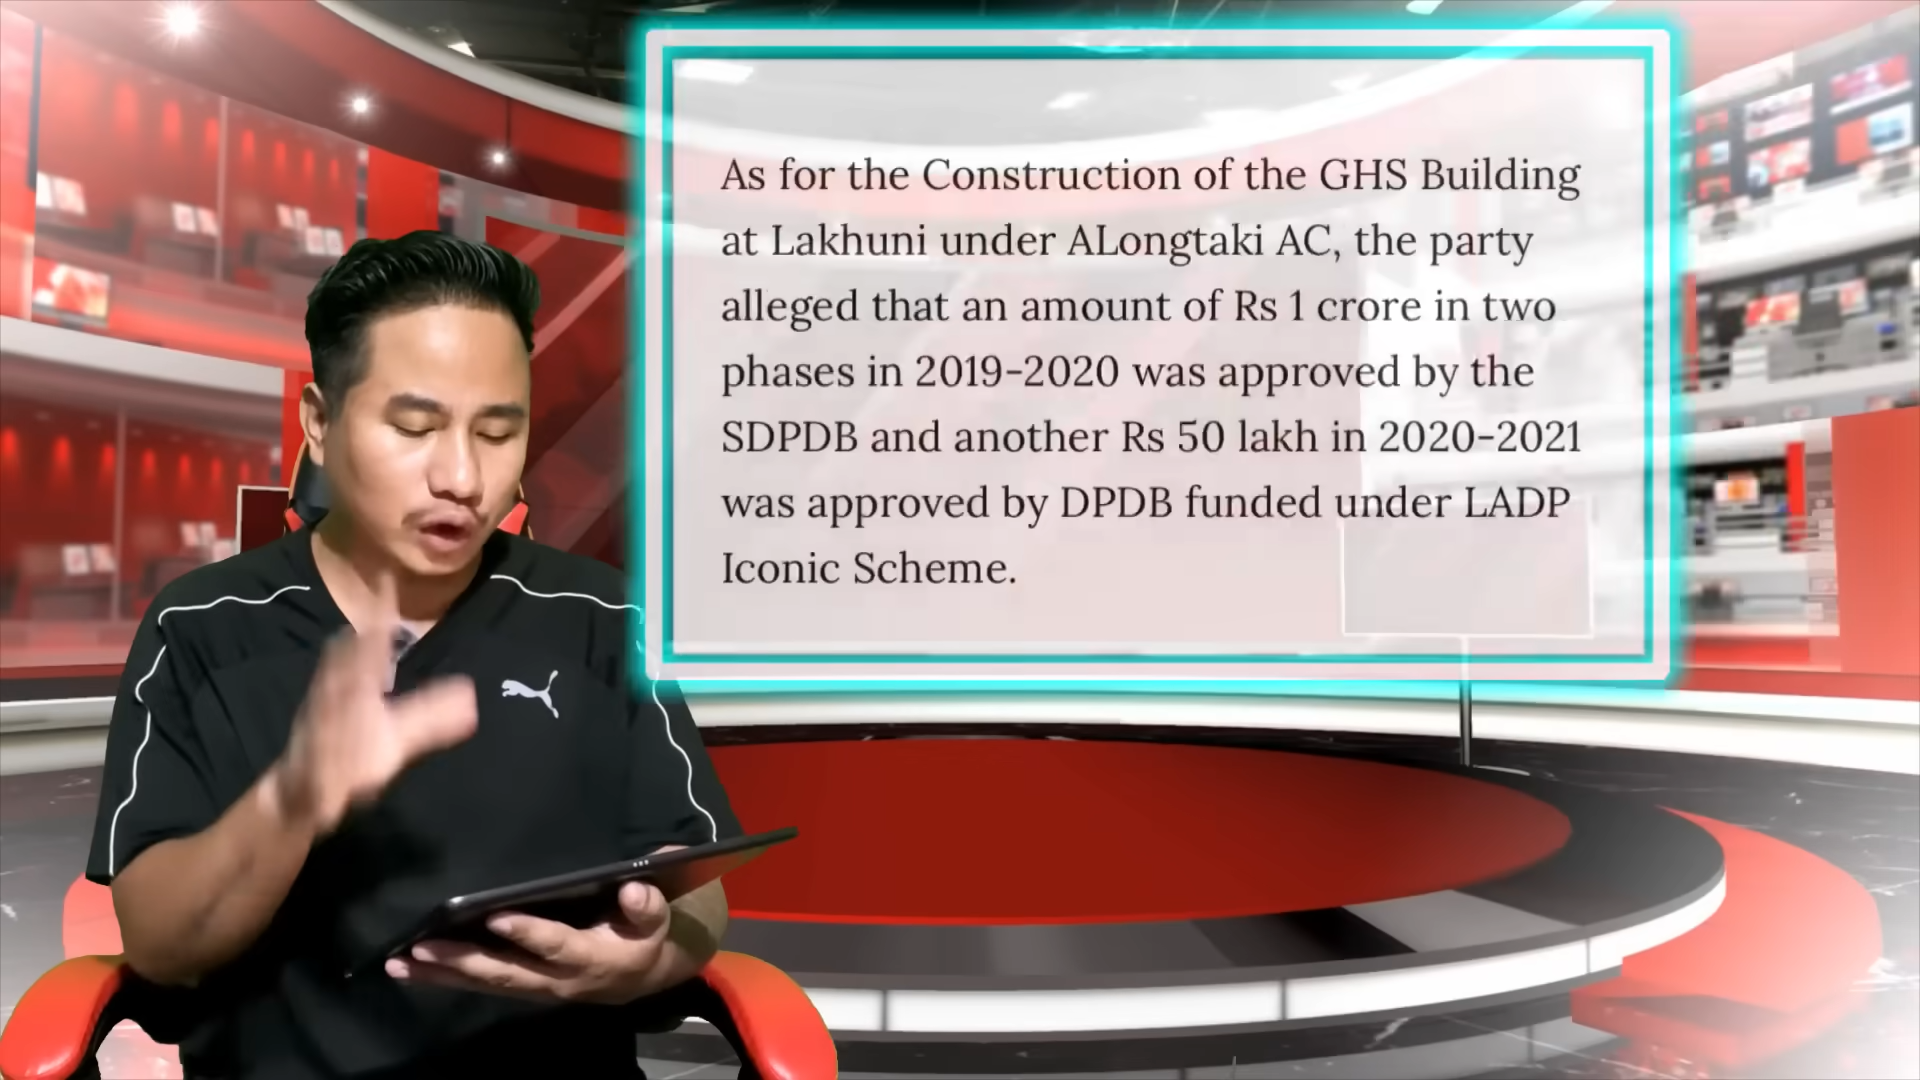 As for the Construction of the GHS Building
at Lakhuni under ALongtaki AC, the party
alleged that an amount of Rs 1 crore in two
phases in 2019-2020 was approved by the
SDPDB and another Rs 50 lakh in 2020-2021
was approved by DPDB funded under LADP
Iconic Scheme.